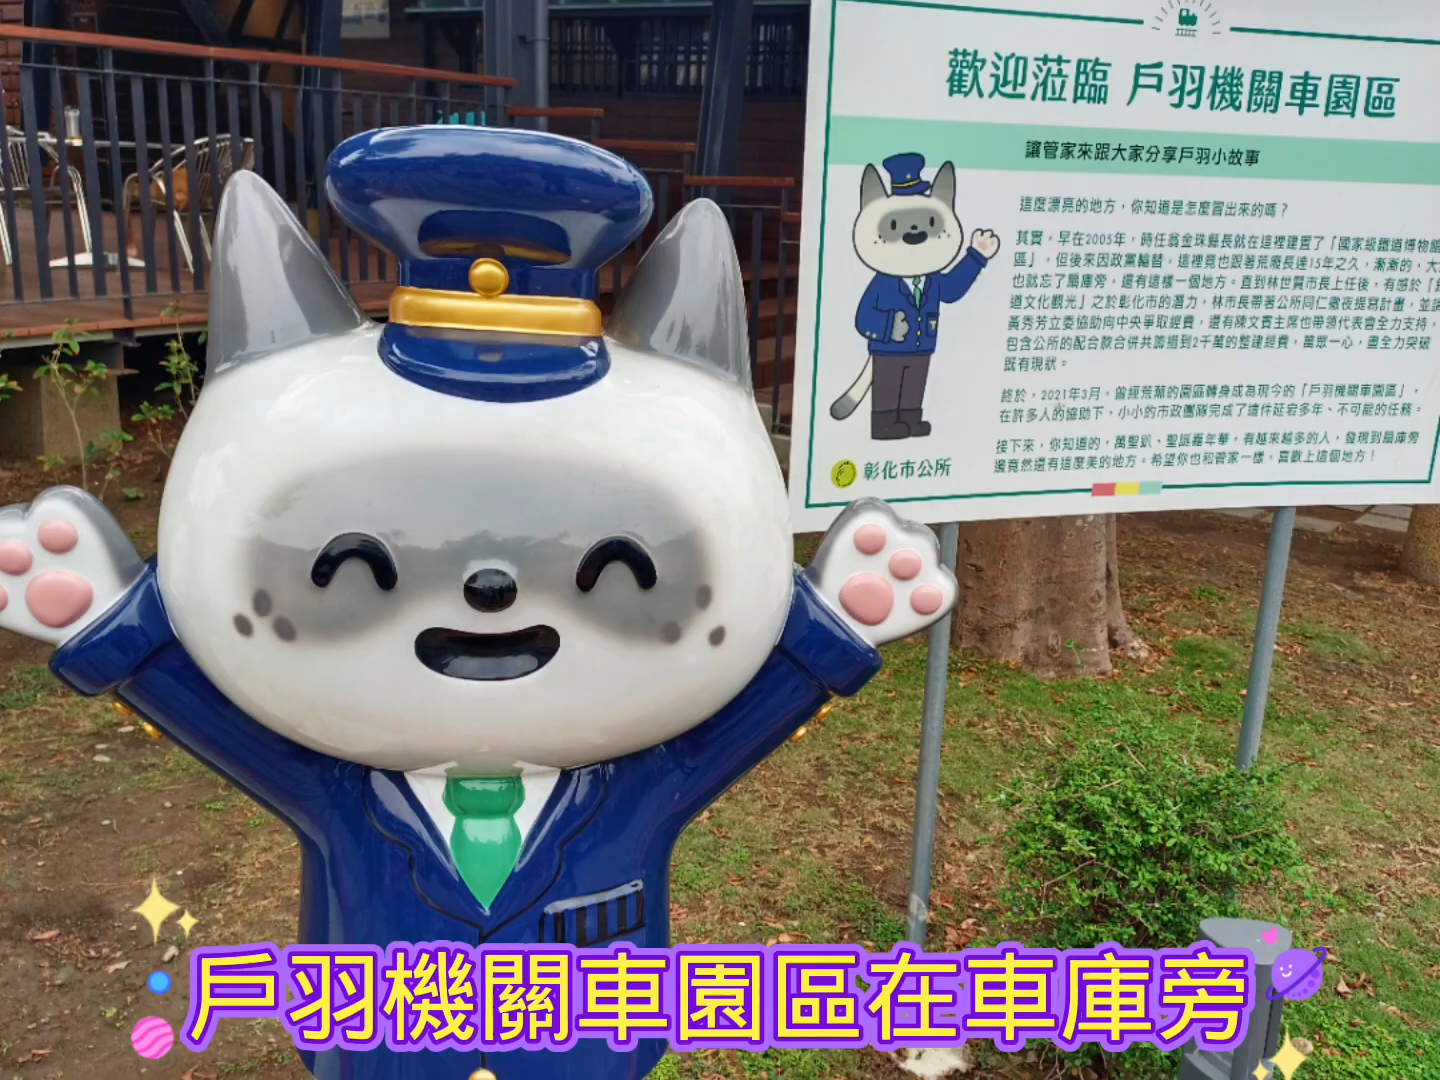 歡迎蒞臨 戶羽機關車園區
讓管家來跟大家分享戶羽小故事
這麼漂亮的地方，你知道是怎麼冒出來的嗎？
其實，早在2005年，時任翁金珠縣長就在這裡建置了「國家級鐵道博物館
區」，但後來因政黨輪替，這裡竟也跟著荒廢長達15年之久，漸漸的，大
也就忘了扇庫旁，還有這樣一個地方。直到林世賢市長上任後，有感於「
道文化觀光」之於彰化市的潛力，林市長帶著公所同仁徹夜提寫計畫，並
黃秀芳立委協助向中央爭取經費，還有陳文賓主席也帶領代表會全力支持，
包含公所的配合款合併共籌措到2千萬的整建經費，萬眾一心，盡全力突破
既有現狀。
終於，2021年3月，曾經荒蕪的園區轉身成為現今的「戶羽機關車園區」，
在許多人的協助下，小小的市政團隊完成了這件延宕多年、不可能的任務。
接下來，你知道的，萬聖趴、聖誕嘉年華，有越來越多的人，發現到扇庫旁
邊竟然還有這麼美的地方。希望你也和管家一樣，喜歡上這個地方！
彰化市公所
戶羽機關車園區在車庫旁